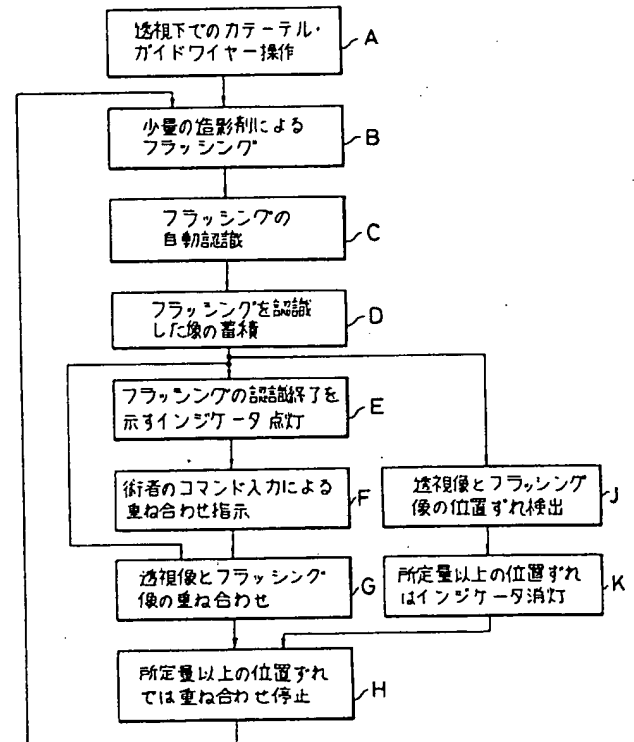 透視下でのカテーテル・
ガイドワイヤー操作
A
少量の造影剤による
フラッシング
B
フラッシングの
自動認識
C
フラッシングを認識
した像の蓄積
D
フラッシングの認識終了を
示すインジケータ点灯
E
術者のコマンド入力による
重ね合わせ指示
F
透視像とフラッシング
像の位置ずれ検出
J
透視像とフラッシング
像の重ね合わせ
G
所定量以上の位置ずれ
はインジケータ消灯
K
所定量以上の位置ずれ
では重ね合わせ停止
H